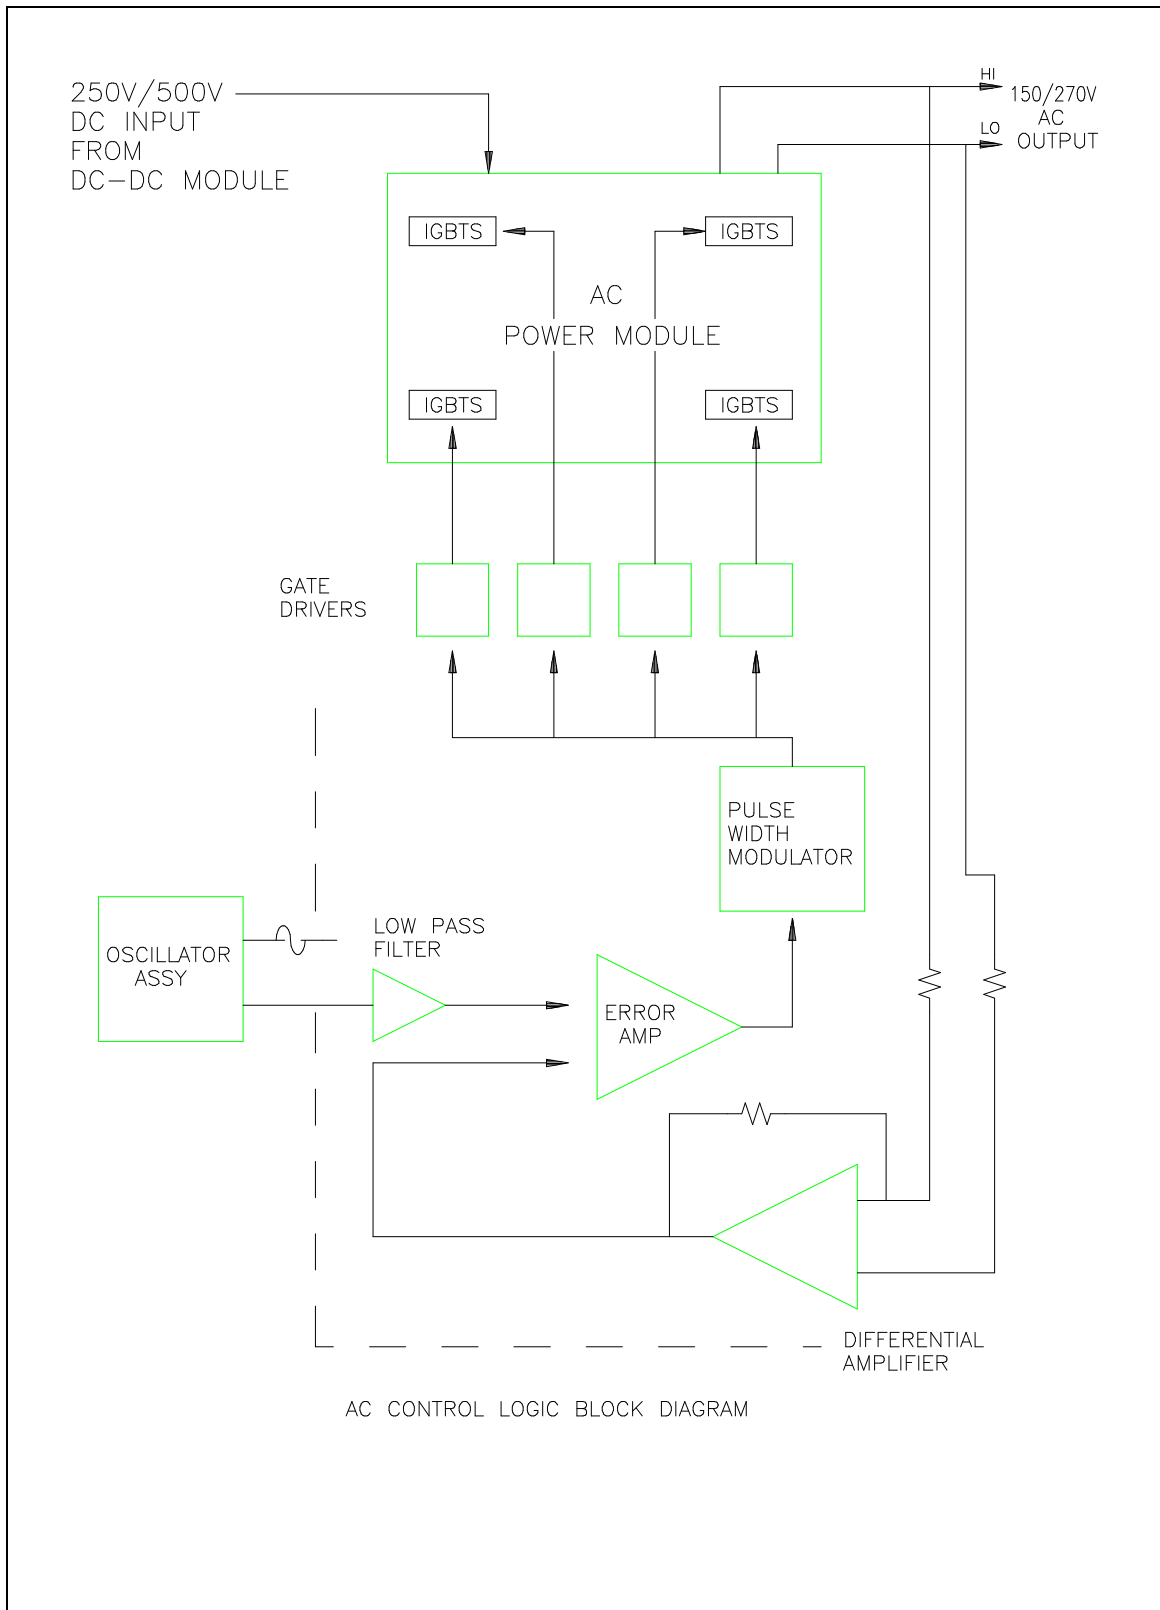 250V/500V
DC INPUT
FROM
DC-DC MODULE
HI
150/270V
AC
LO
OUTPUT
IGBTS
IGBTS
AC
POWER MODULE
IGBTS
IGBTS
GATE
DRIVERS
PULSE
WIDTH
MODULATOR
LOW PASS
FILTER
OSCILLATOR
ASSY
ERROR
AMP
DIFFERENTIAL
AMPLIFIER
AC CONTROL LOGIC BLOCK DIAGRAM